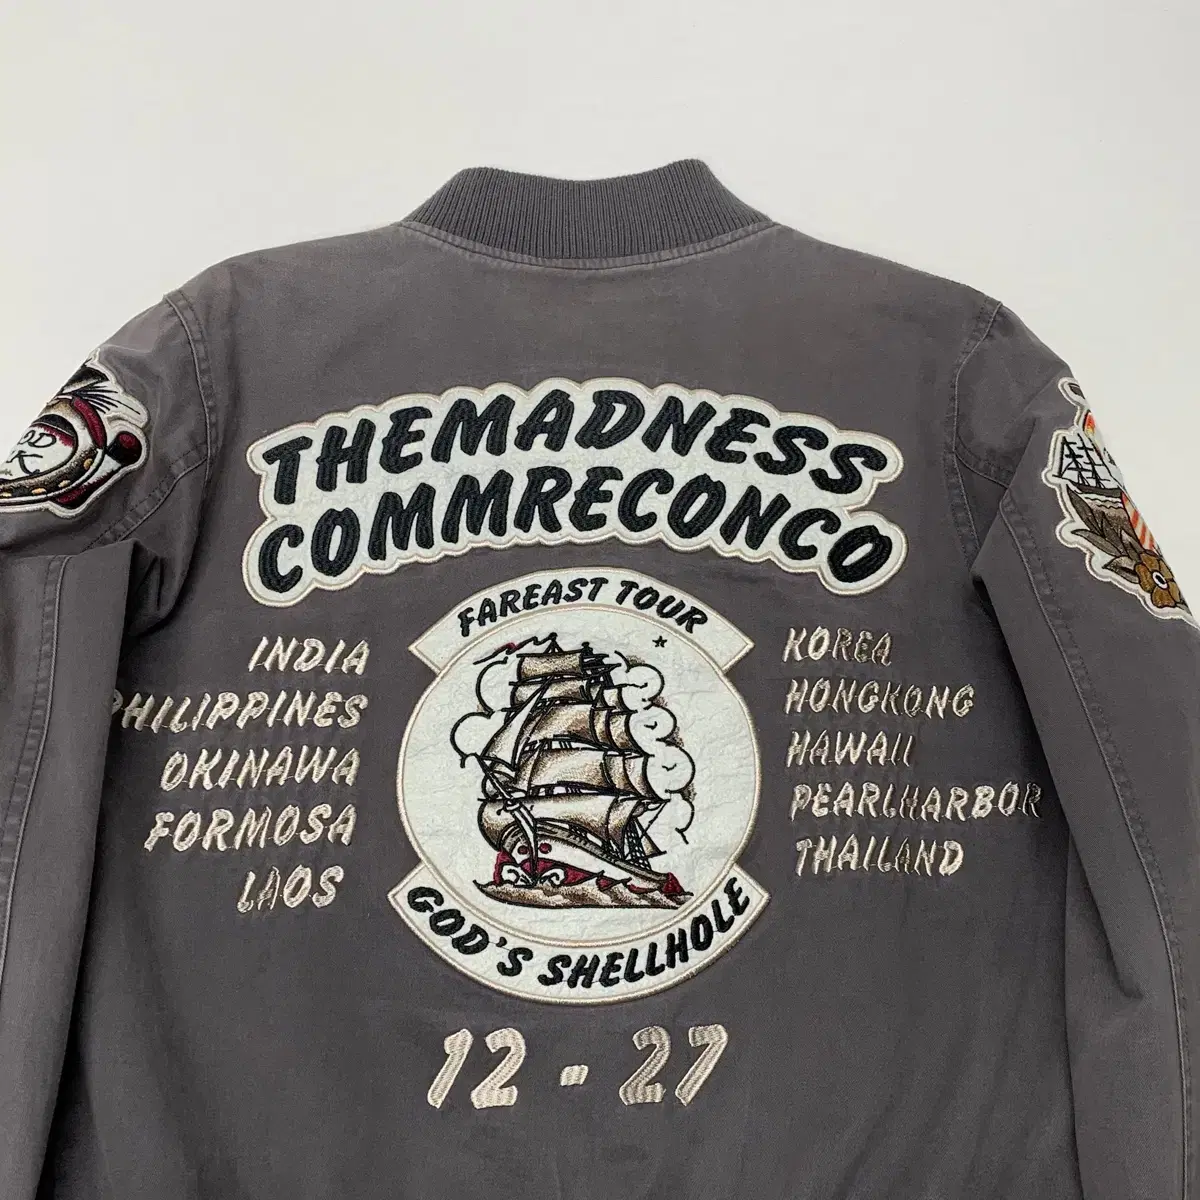 THEMADNESS
COMMRECONCO
FAREAST TOUR
INDIA
PHILIPPINES
OKINAWA
FORMOSA
LAOS
KOREA
HONGKONG
HAWAII
PEARLHARBOR
THAILAND
GOD'S SHELLHOLE
12 - 27